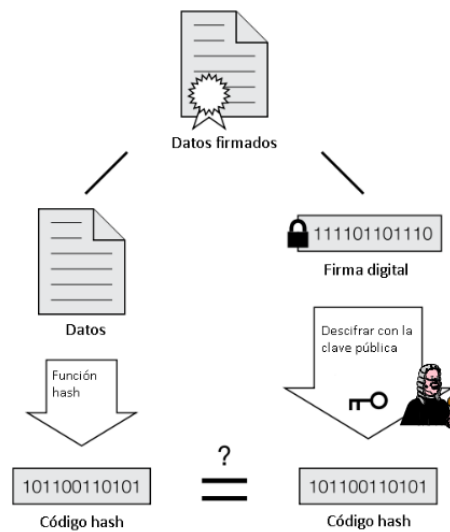 Datos firmados
111101101110
Firma digital
Datos
Descifrar con la
clave pública
Función
hash
?
101100110101
101100110101
Código hash
Código hash